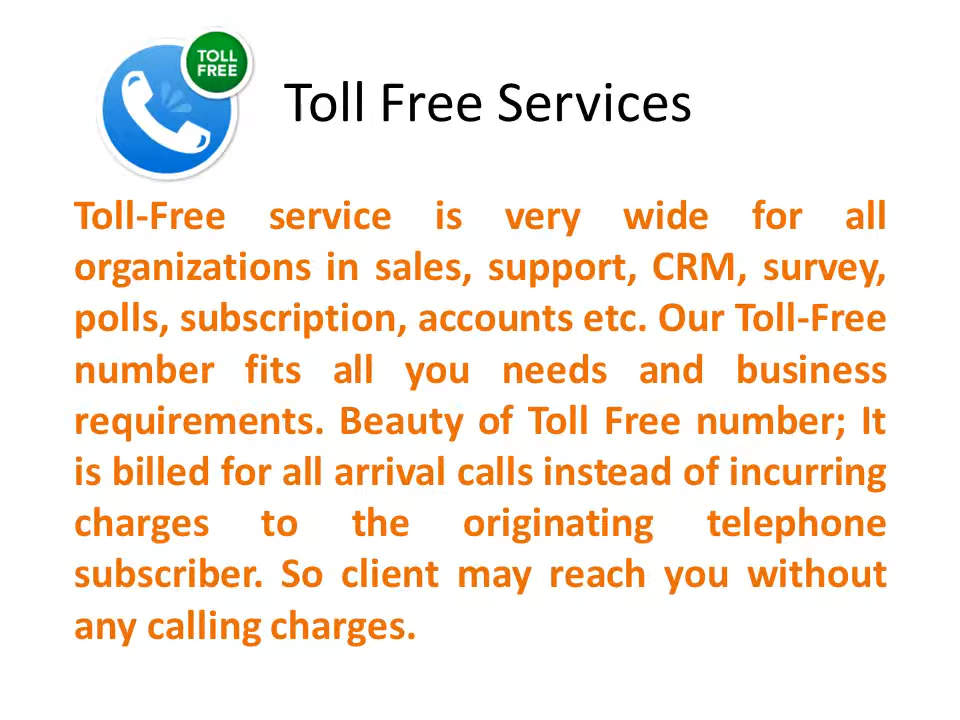 TOLL
FREE
Toll Free Services
Toll-Free service is very wide for all
organizations in sales, support, CRM, survey,
polls, subscription, accounts etc. Our Toll-Free
number fits all you needs and business
requirements. Beauty of Toll Free number; It
is billed for all arrival calls instead of incurring
charges to the originating telephone
subscriber. So client may reach you without
any calling charges.